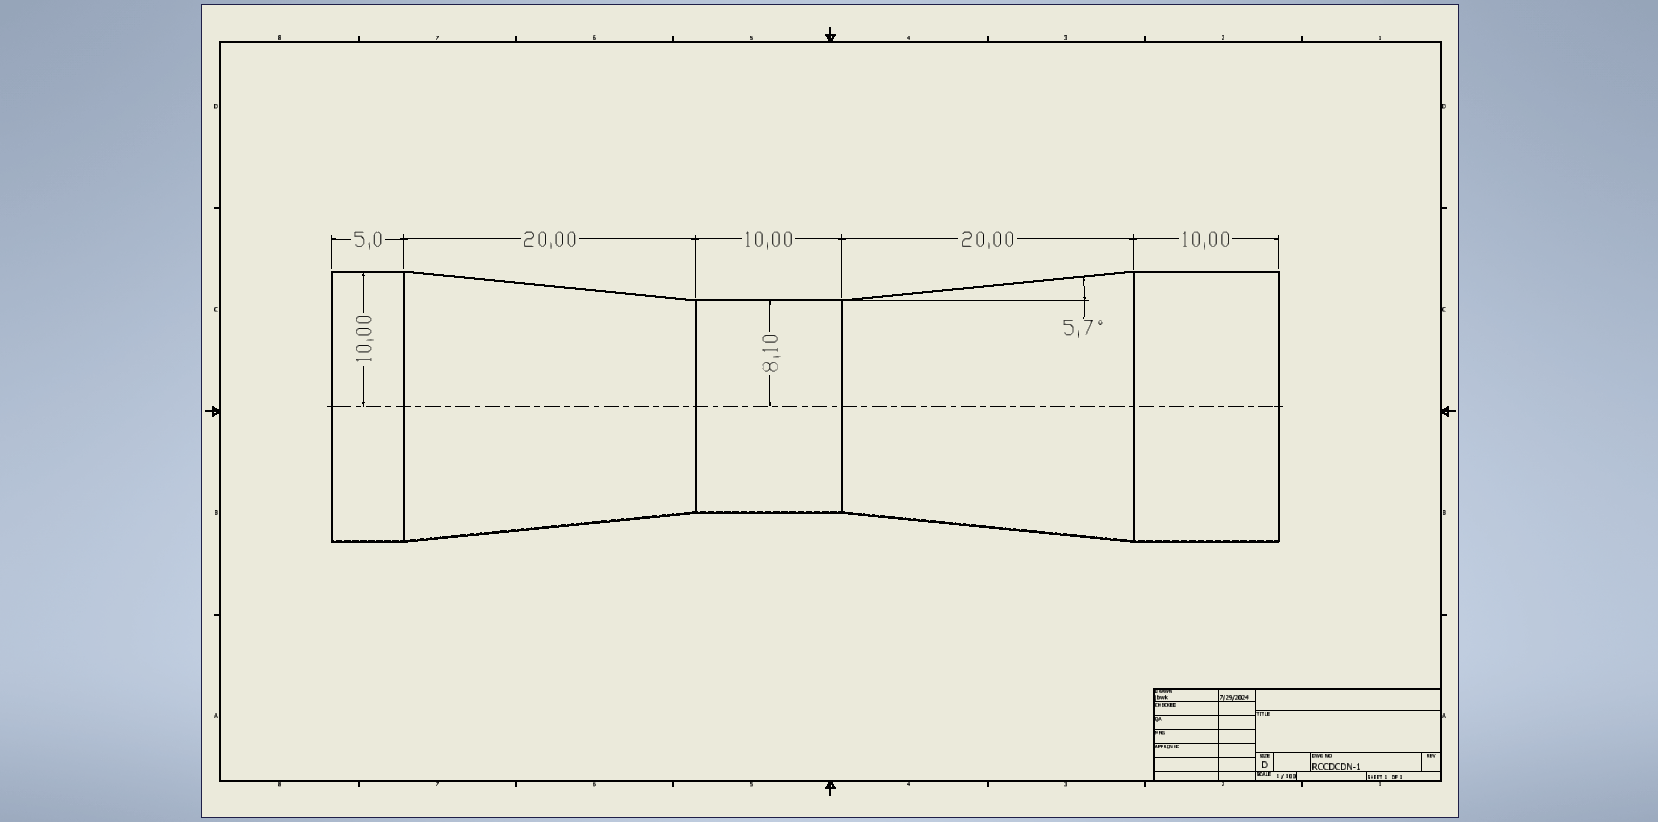 8 7 6 5 4 3 2 1
D D
5,0 20,00 10,00 20,00 10,00
10,00
8,10
5,7°
C C
B B
A A
DRAWN
bwk 7/29/2024
CHECKED
QA
MFG
APPROVED
TITLE
SIZE
D
DWG NO
RCCDCDN-1
REV
SCALE 1 / 100
SHEET 1 OF 1
8 7 6 5 4 3 2 1